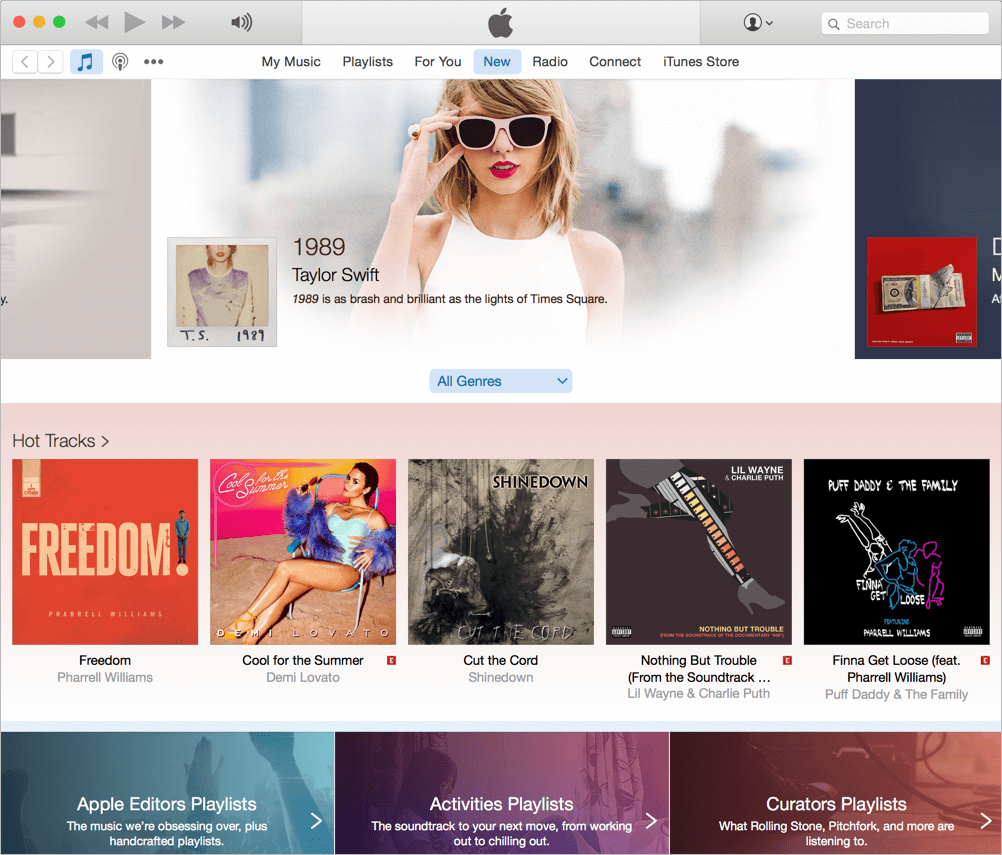 Search
My Music
Playlists
For You
New
Radio
Connect
iTunes Store
y.
1989
Taylor Swift
1989 is as brash and brilliant as the lights of Times Square.
T.S. 1989
D
M
Af
All Genres
Hot Tracks
FREEDOM!
PHARRELL WILLIAMS
Freedom
Pharrell Williams
Cool for the
Summer
DEMI LOVATO
Cool for the Summer
E
Demi Lovato
SHINEDOWN
CUT THE CORD
Cut the Cord
Shinedown
LIL WAYNE
& CHARLIE PUTH
NOTHING BUT TROUBLE
(FROM THE SOUNDTRACK OF THE DOCUMENTARY "808")
Nothing But Trouble
E
(From the Soundtrack ...
Lil Wayne & Charlie Puth
PUFF DADDY & THE FAMILY
FINNA
GET LOOSE
FEATURING
PHARRELL WILLIAMS
Finna Get Loose (feat.
E
Pharrell Williams)
Puff Daddy & The Family
Apple Editors Playlists
The music we're obsessing over, plus
handcrafted playlists.
Activities Playlists
The soundtrack to your next move, from working
out to chilling out.
Curators Playlists
What Rolling Stone, Pitchfork, and more are
listening to.